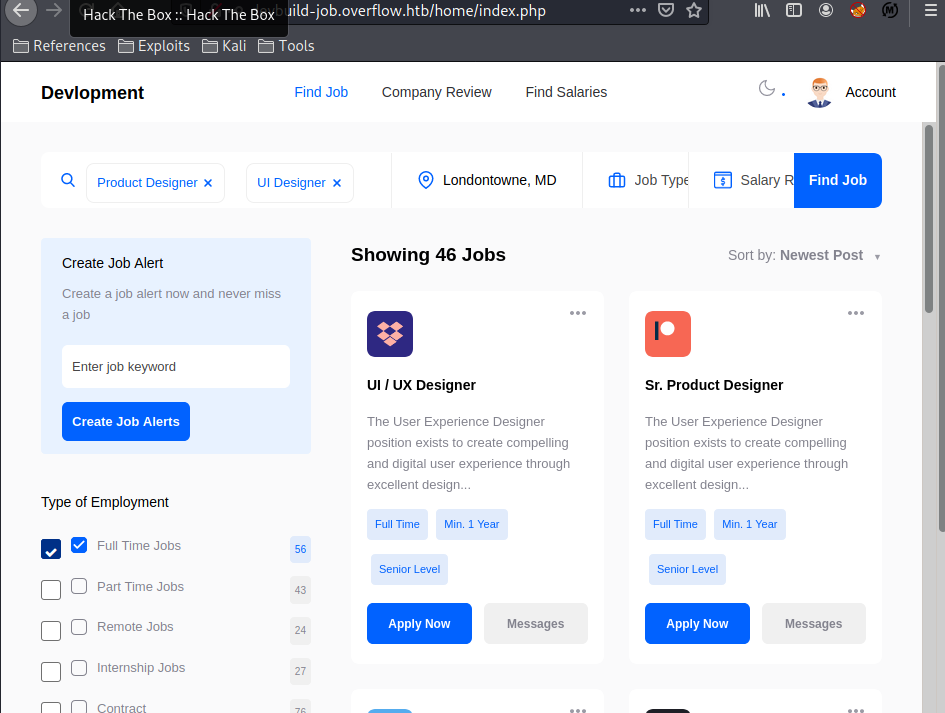 Hack The Box :: Hack The Box
build-job.overflow.htb/home/index.php
References Exploits Kali Tools
Devlopment Find Job Company Review Find Salaries Account
Product Designer × UI Designer × Londontowne, MD Job Type Salary R Find Job
Create Job Alert
Create a job alert now and never miss
a job
Enter job keyword
Create Job Alerts
Type of Employment
Full Time Jobs 56
Part Time Jobs 43
Remote Jobs 24
Internship Jobs 27
Contract 76
Showing 46 Jobs Sort by: Newest Post
UI / UX Designer
The User Experience Designer
position exists to create compelling
and digital user experience through
excellent design...
Full Time Min. 1 Year
Senior Level
Apply Now Messages
Sr. Product Designer
The User Experience Designer
position exists to create compelling
and digital user experience through
excellent design...
Full Time Min. 1 Year
Senior Level
Apply Now Messages